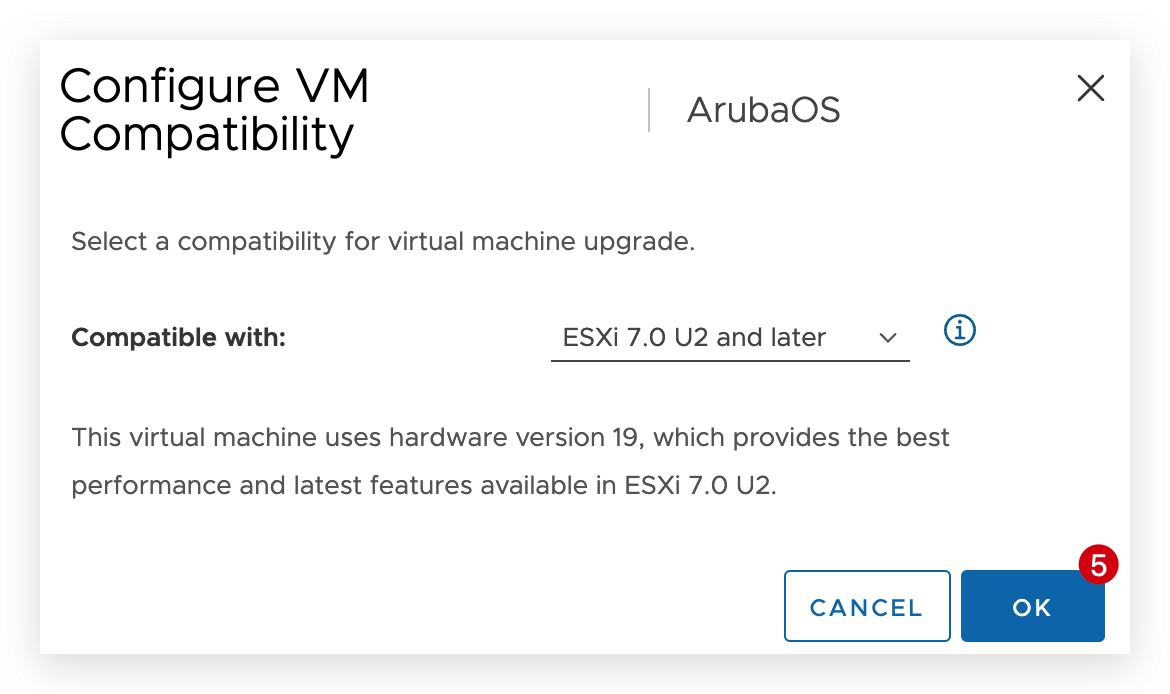 Configure VM
Compatibility
ArubaOS
Select a compatibility for virtual machine upgrade.
Compatible with:
ESXi 7.0 U2 and later
This virtual machine uses hardware version 19, which provides the best
performance and latest features available in ESXi 7.0 U2.
5
CANCEL
OK